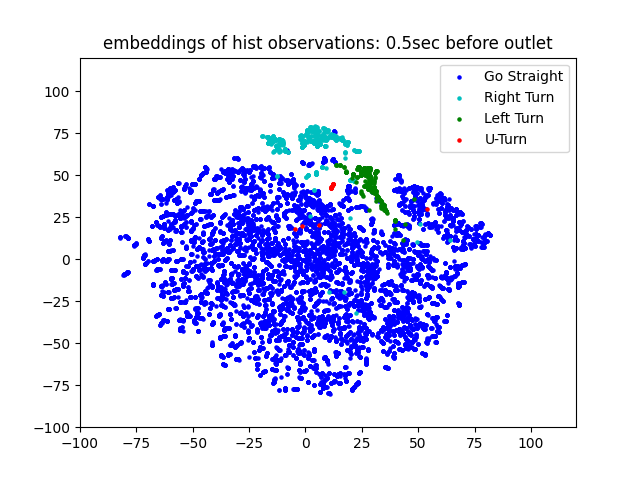 embeddings of hist observations: 0.5sec before outlet
Go Straight
Right Turn
Left Turn
U-Turn
100
75
50
25
0
−25
−50
−75
−100
−100 −75 −50 −25 0 25 50 75 100